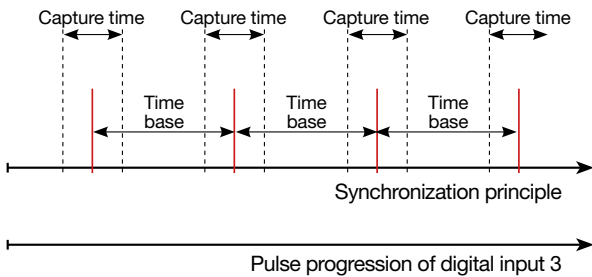 Capture time Capture time Capture time Capture time
Time base Time base Time base
Synchronization principle
Pulse progression of digital input 3